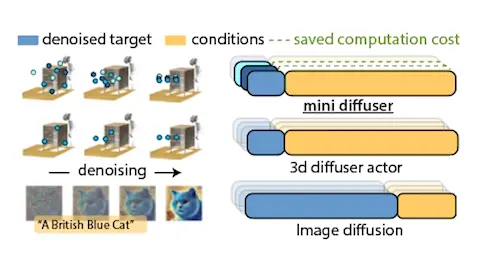 denoised target
conditions
saved computation cost
mini diffuser
3d diffuser actor
denoising
"A British Blue Cat"
Image diffusion